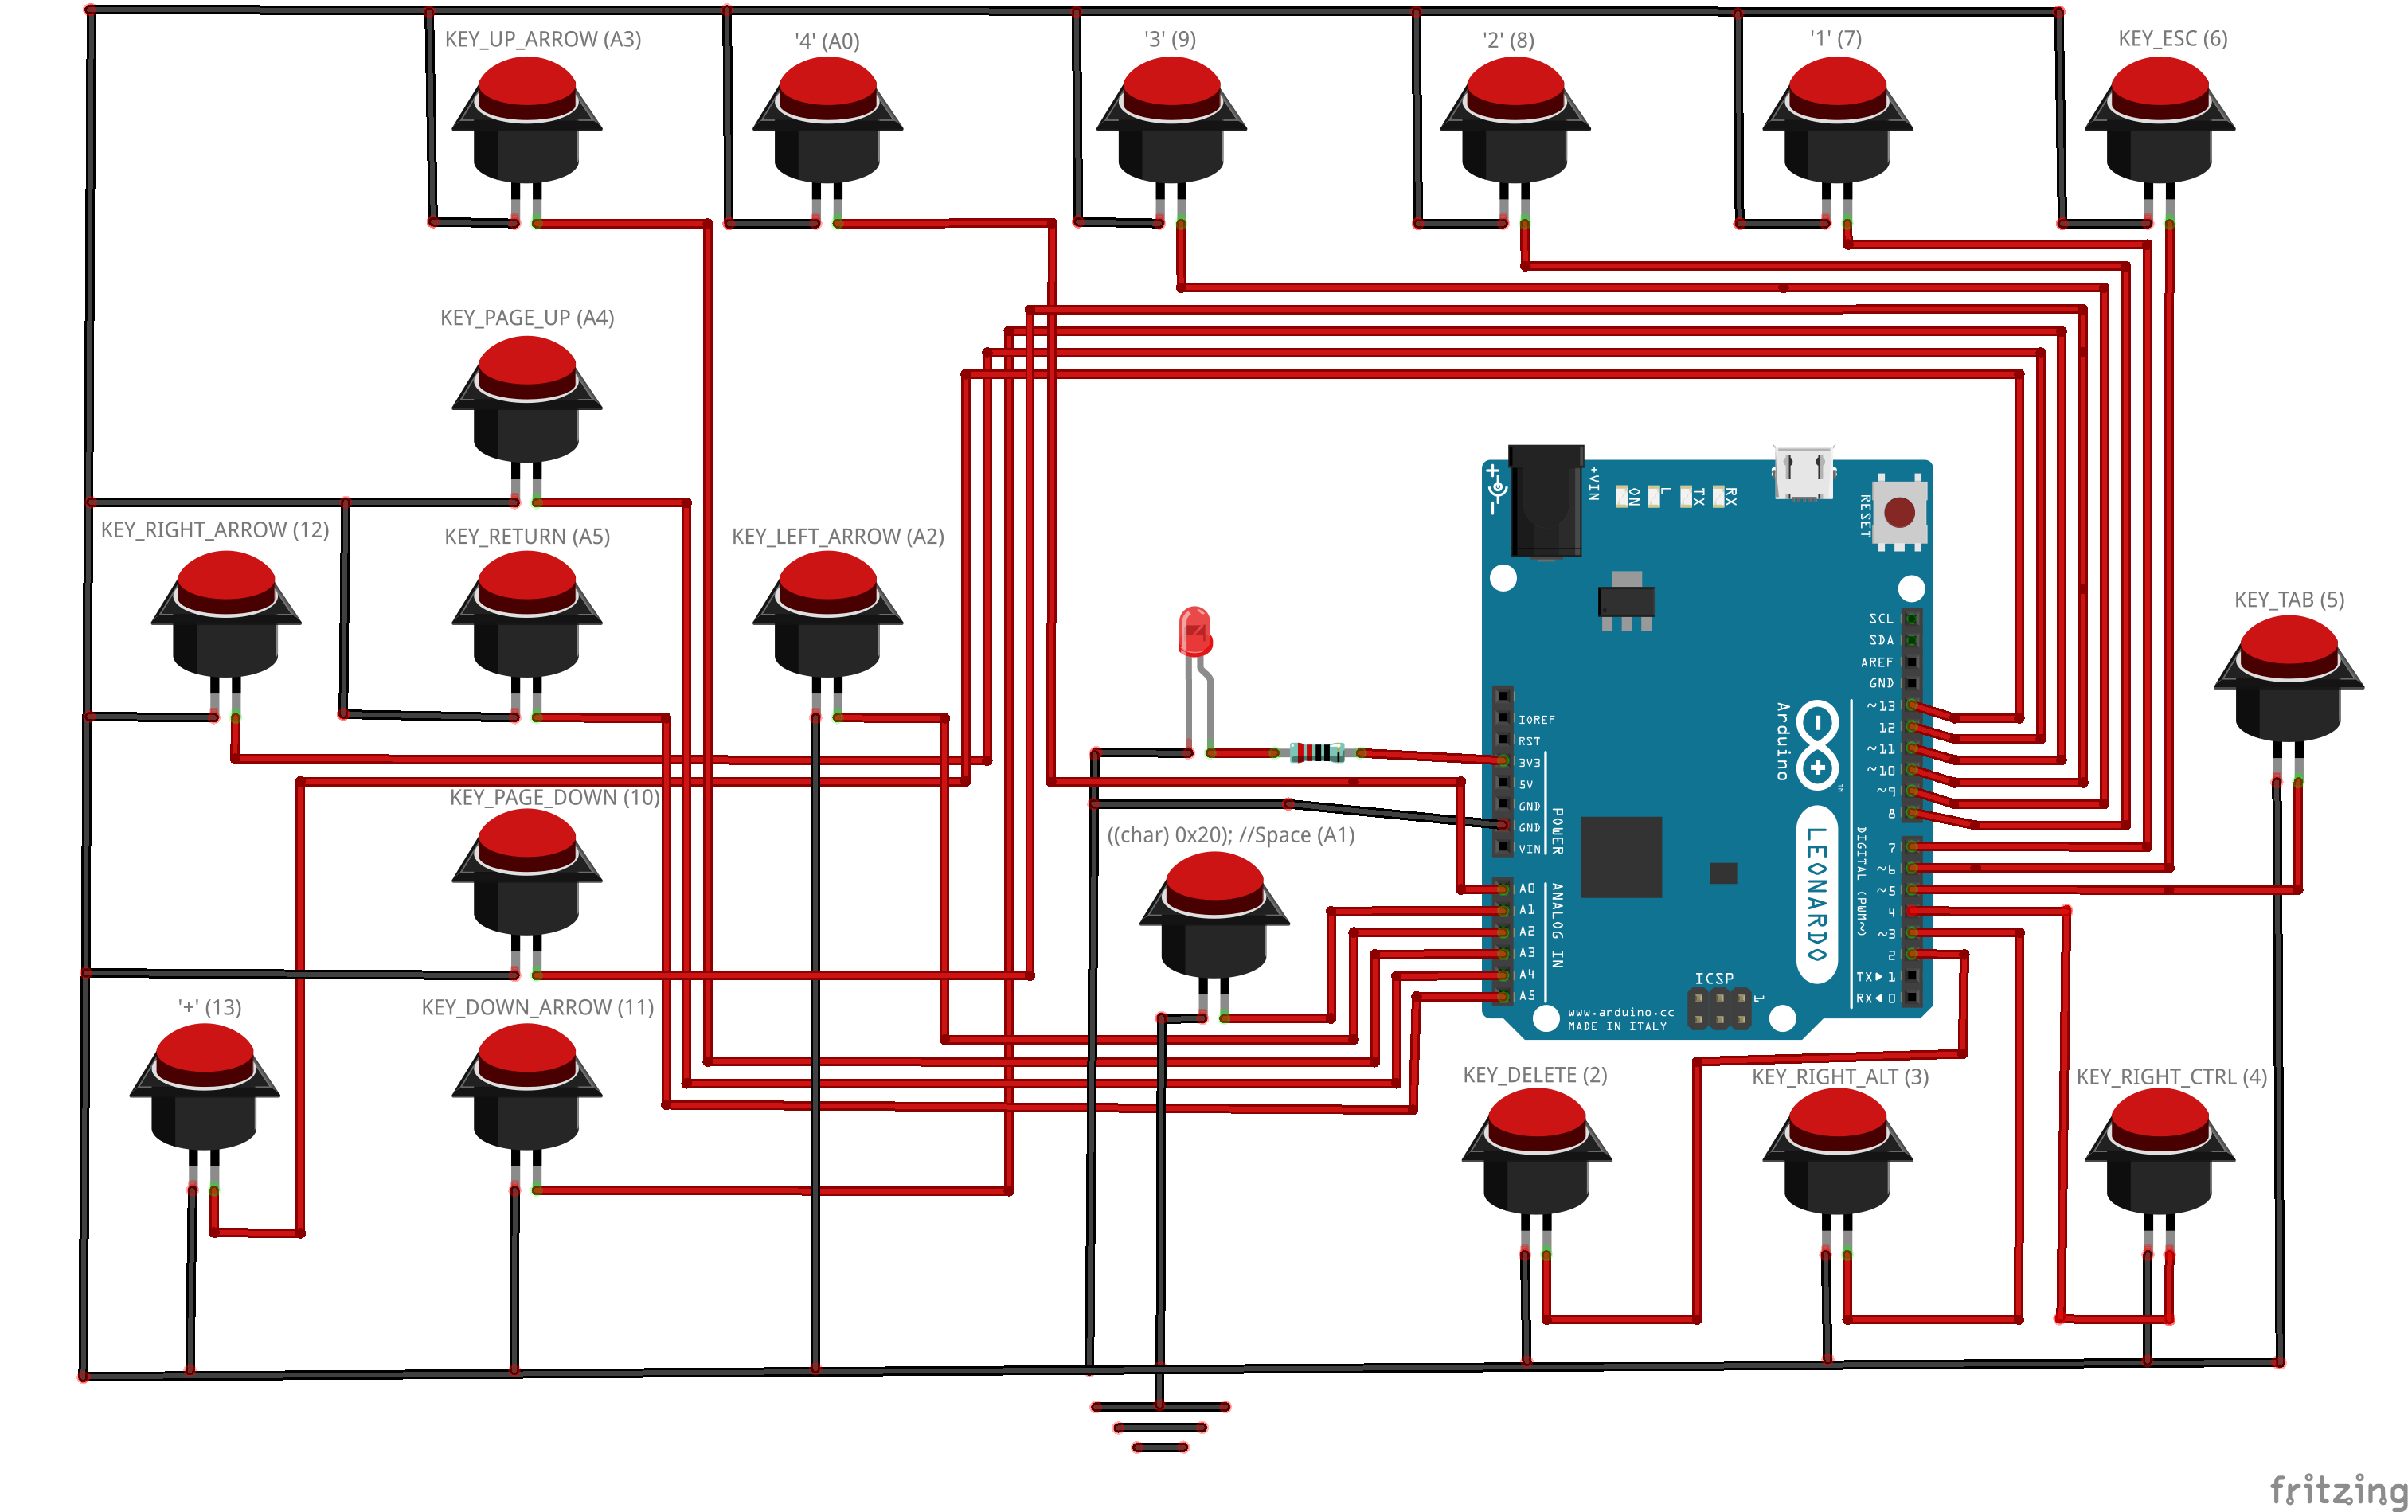 KEY_UP_ARROW (A3)
'4' (A0)
'3' (9)
'2' (8)
'1' (7)
KEY_ESC (6)
KEY_PAGE_UP (A4)
KEY_RIGHT_ARROW (12)
KEY_RETURN (A5)
KEY_LEFT_ARROW (A2)
KEY_TAB (5)
KEY_PAGE_DOWN (10)
((char) 0x20); //Space (A1)
'+' (13)
KEY_DOWN_ARROW (11)
KEY_DELETE (2)
KEY_RIGHT_ALT (3)
KEY_RIGHT_CTRL (4)
+VIN
ON
L
TX
RX
RESET
SCL
SDA
AREF
GND
~13
12
~11
~10
~9
8
7
~6
~5
4
~3
2
TX▶ 1
RX◀ 0
IOREF
RST
3V3
5V
GND
GND
VIN
A0
A1
A2
A3
A4
A5
POWER
ANALOG IN
DIGITAL (PWM~)
Arduino
TM
LEONARDO
ICSP
1
www.arduino.cc
MADE IN ITALY
fritzing